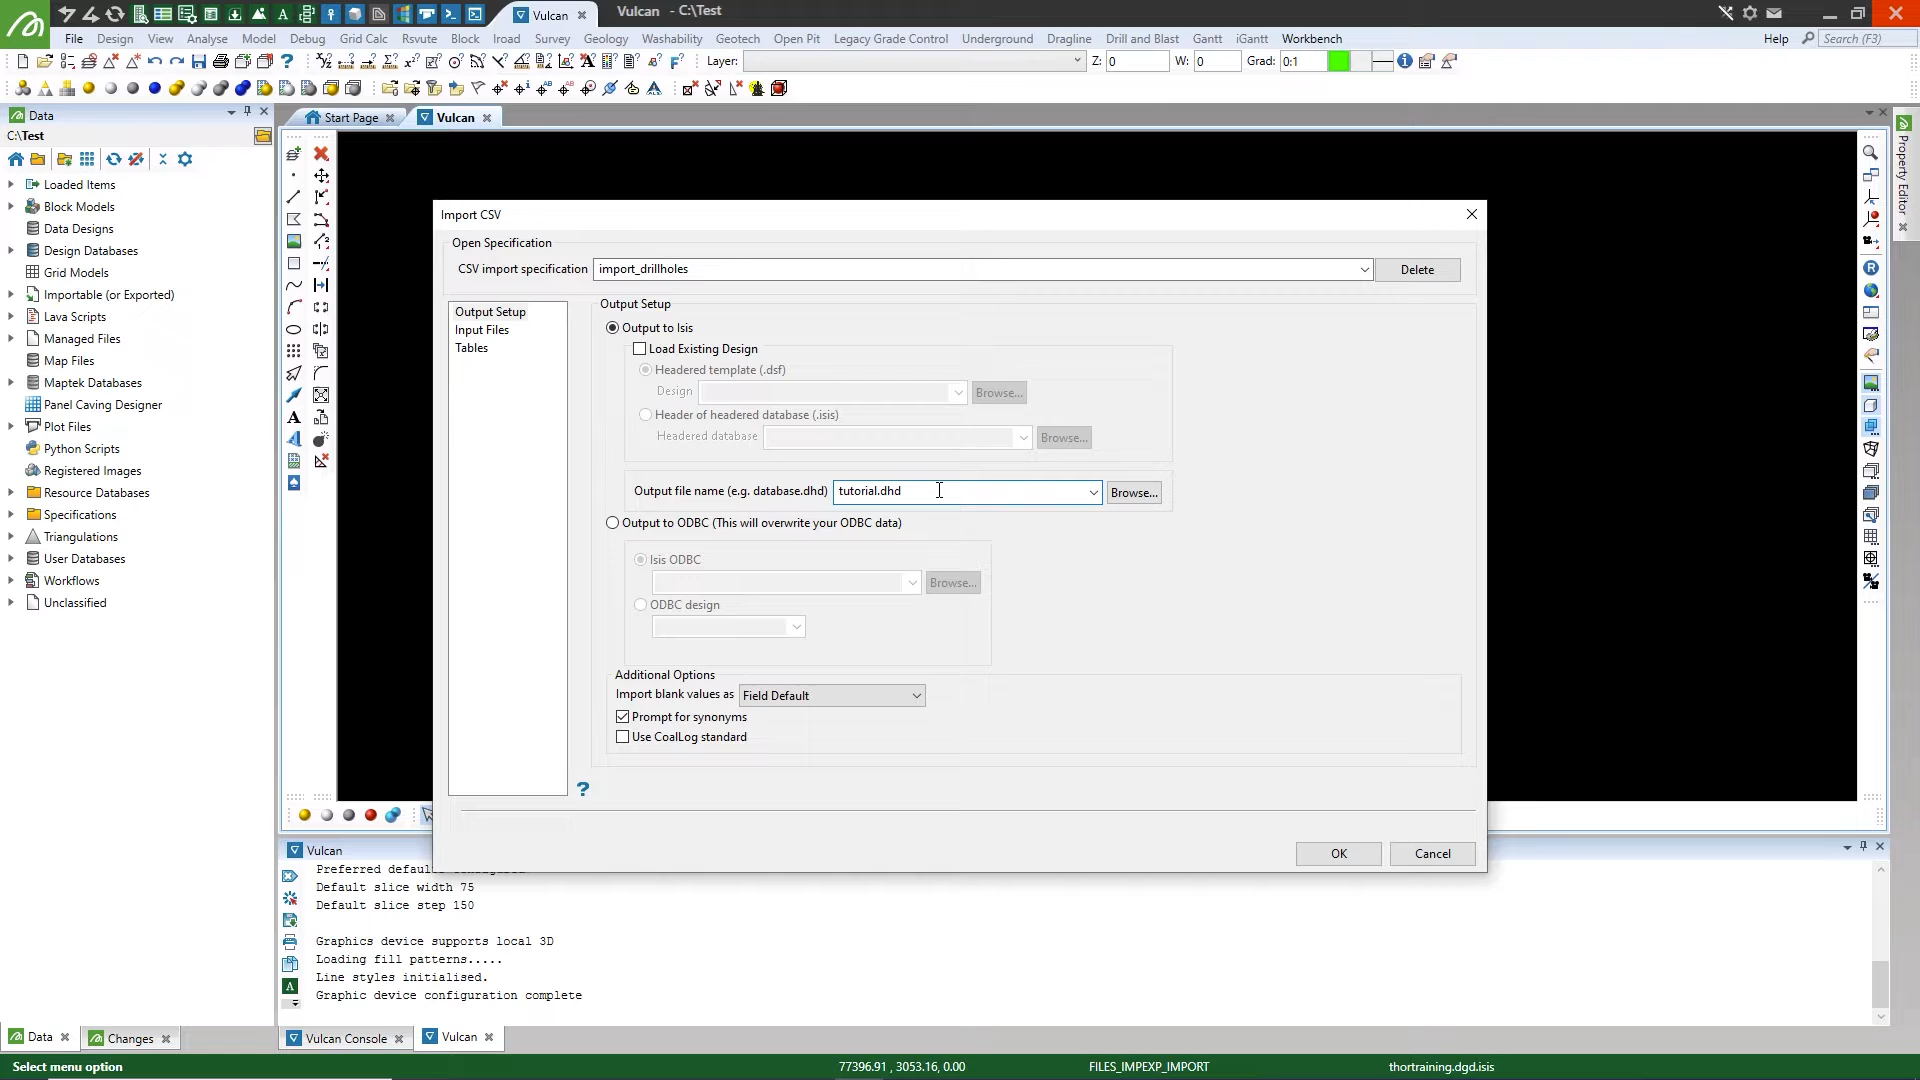 Vulcan
Vulcan - C:\Test
File Design View Analyse Model Debug Grid Calc Rsvute Block Iroad Survey Geology Washability Geotech Open Pit Legacy Grade Control Underground Dragline Drill and Blast Gantt iGantt Workbench Help Search (F3)
Layer: Z: 0 W: 0 Grad: 0:1
Data
C:\Test
Start Page Vulcan
Property Editor
Loaded Items
Block Models
Data Designs
Design Databases
Grid Models
Importable (or Exported)
Lava Scripts
Managed Files
Map Files
Maptek Databases
Panel Caving Designer
Plot Files
Python Scripts
Registered Images
Resource Databases
Specifications
Triangulations
User Databases
Workflows
Unclassified
Import CSV
Open Specification
CSV import specification import_drillholes Delete
Output Setup
Input Files
Tables
Output Setup
Output to Isis
Load Existing Design
Headered template (.dsf)
Design Browse...
Header of headered database (.isis)
Headered database Browse...
Output file name (e.g. database.dhd) tutorial.dhd Browse...
Output to ODBC (This will overwrite your ODBC data)
Isis ODBC
Browse...
ODBC design
Additional Options
Import blank values as Field Default
Prompt for synonyms
Use CoalLog standard
?
OK Cancel
Vulcan
Default slice width 75
Default slice step 150
Graphics device supports local 3D
Loading fill patterns.....
Line styles initialised.
Graphic device configuration complete
Data Changes Vulcan Console Vulcan
Select menu option 77396.91 , 3053.16, 0.00 FILES_IMPEXP_IMPORT thortraining.dgd.isis